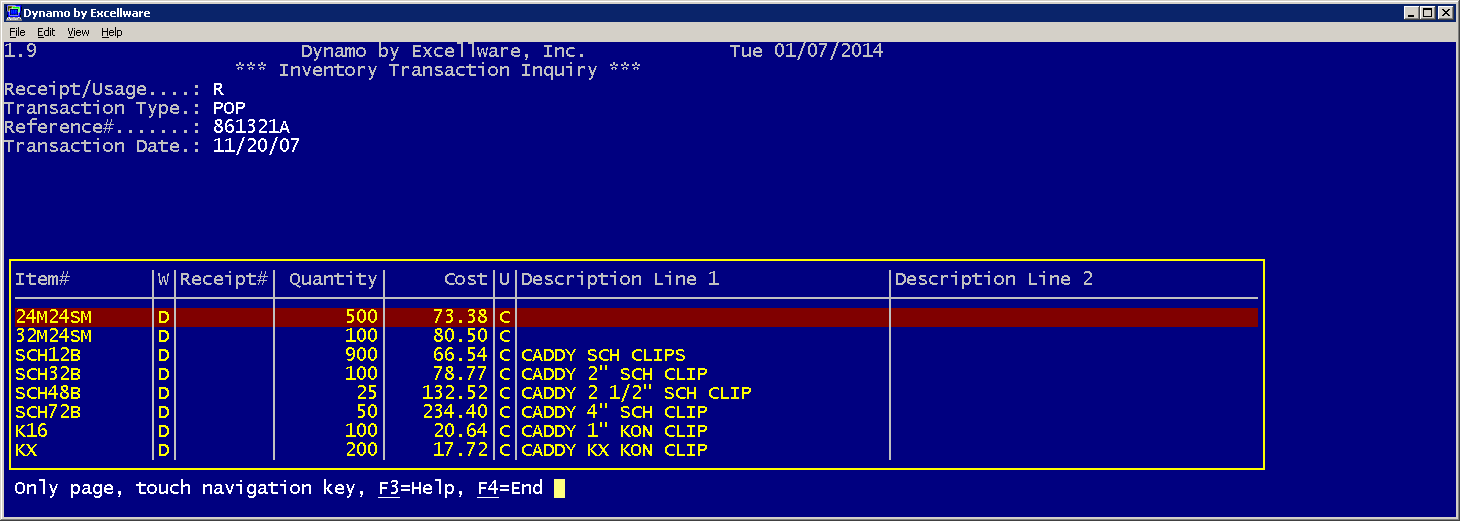 Dynamo by Excellware
File Edit View Help
1.9 Dynamo by Excellware, Inc. Tue 01/07/2014
*** Inventory Transaction Inquiry ***
Receipt/Usage....: R
Transaction Type.: POP
Reference#.......: 861321A
Transaction Date.: 11/20/07
Item# |W|Receipt#| Quantity| Cost|U|Description Line 1 |Description Line 2
24M24SM |D| | 500| 73.38|C| |
32M24SM |D| | 100| 80.50|C| |
SCH12B |D| | 900| 66.54|C|CADDY SCH CLIPS |
SCH32B |D| | 100| 78.77|C|CADDY 2" SCH CLIP |
SCH48B |D| | 25| 132.52|C|CADDY 2 1/2" SCH CLIP |
SCH72B |D| | 50| 234.40|C|CADDY 4" SCH CLIP |
K16 |D| | 100| 20.64|C|CADDY 1" KON CLIP |
KX |D| | 200| 17.72|C|CADDY KX KON CLIP |
Only page, touch navigation key, F3=Help, F4=End